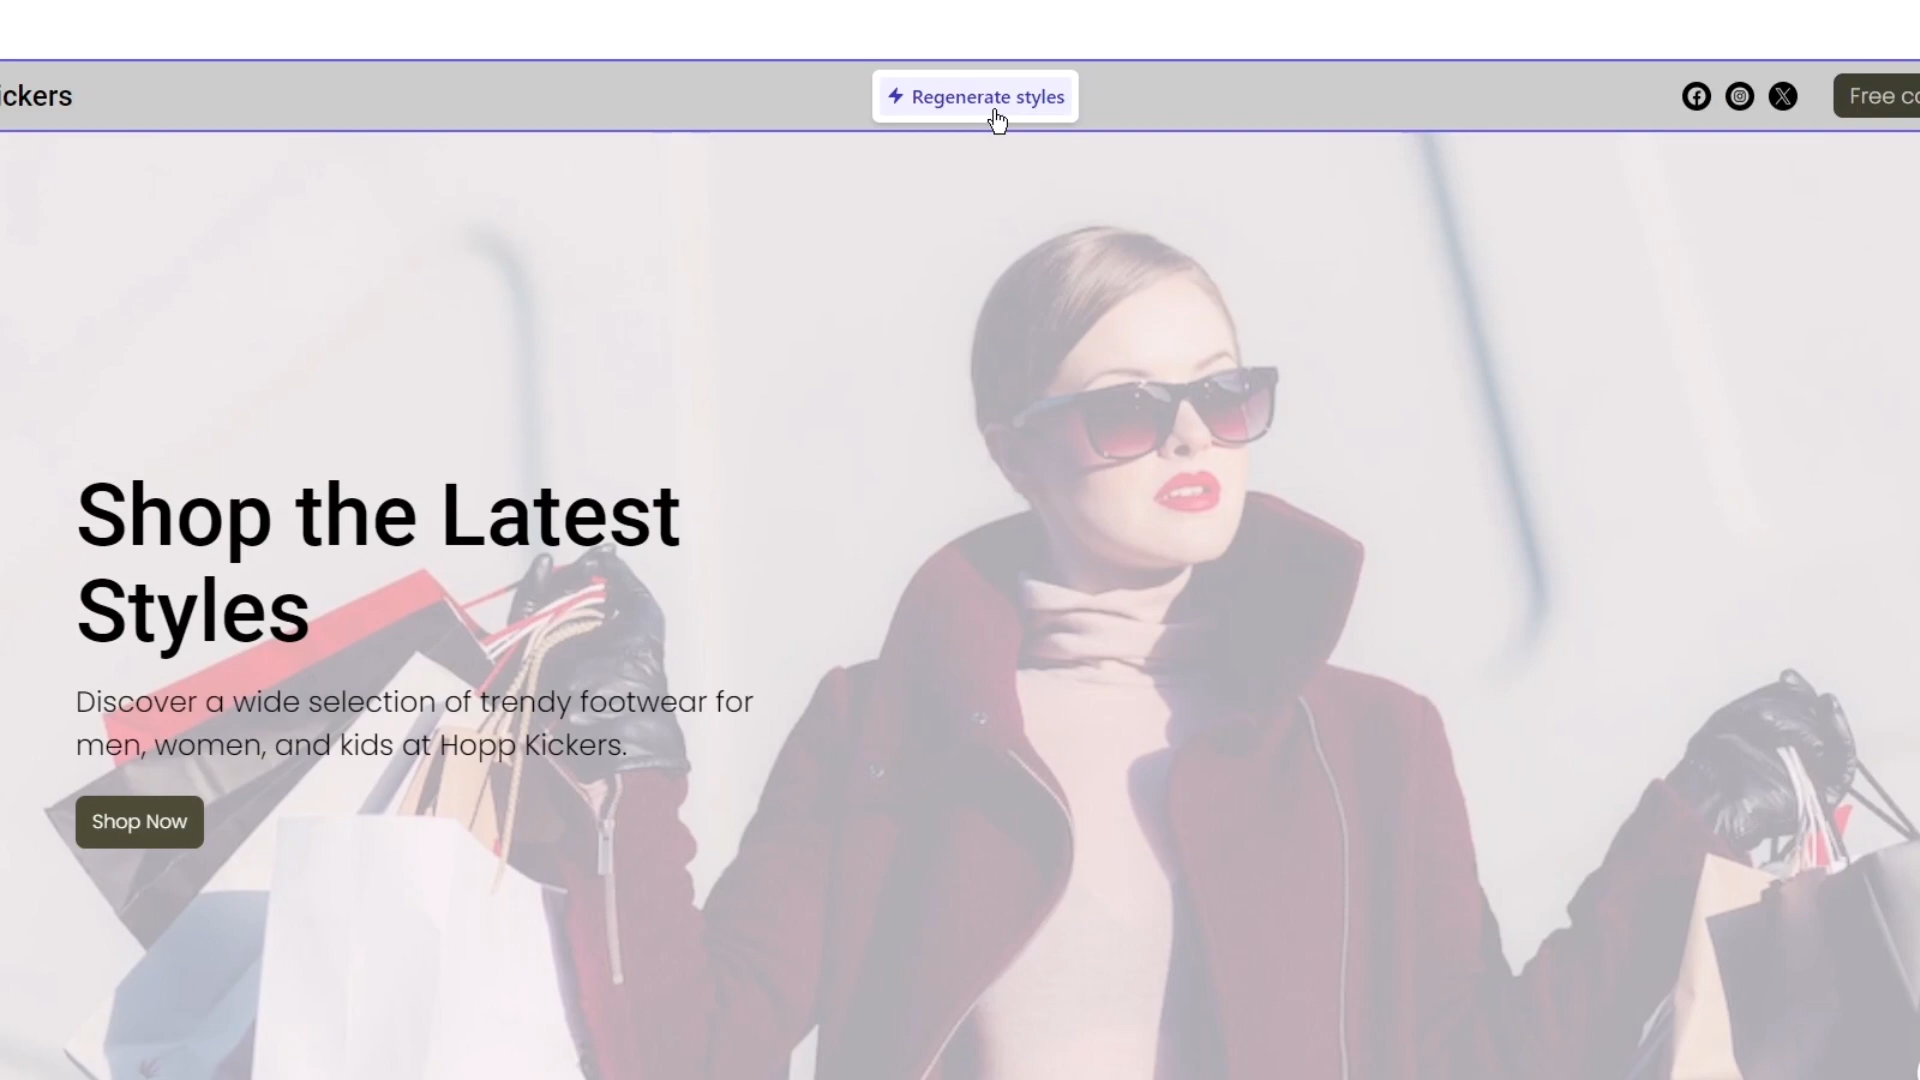 ickers
Regenerate styles
Free co
Shop the Latest
Styles
Discover a wide selection of trendy footwear for
men, women, and kids at Hopp Kickers.
Shop Now